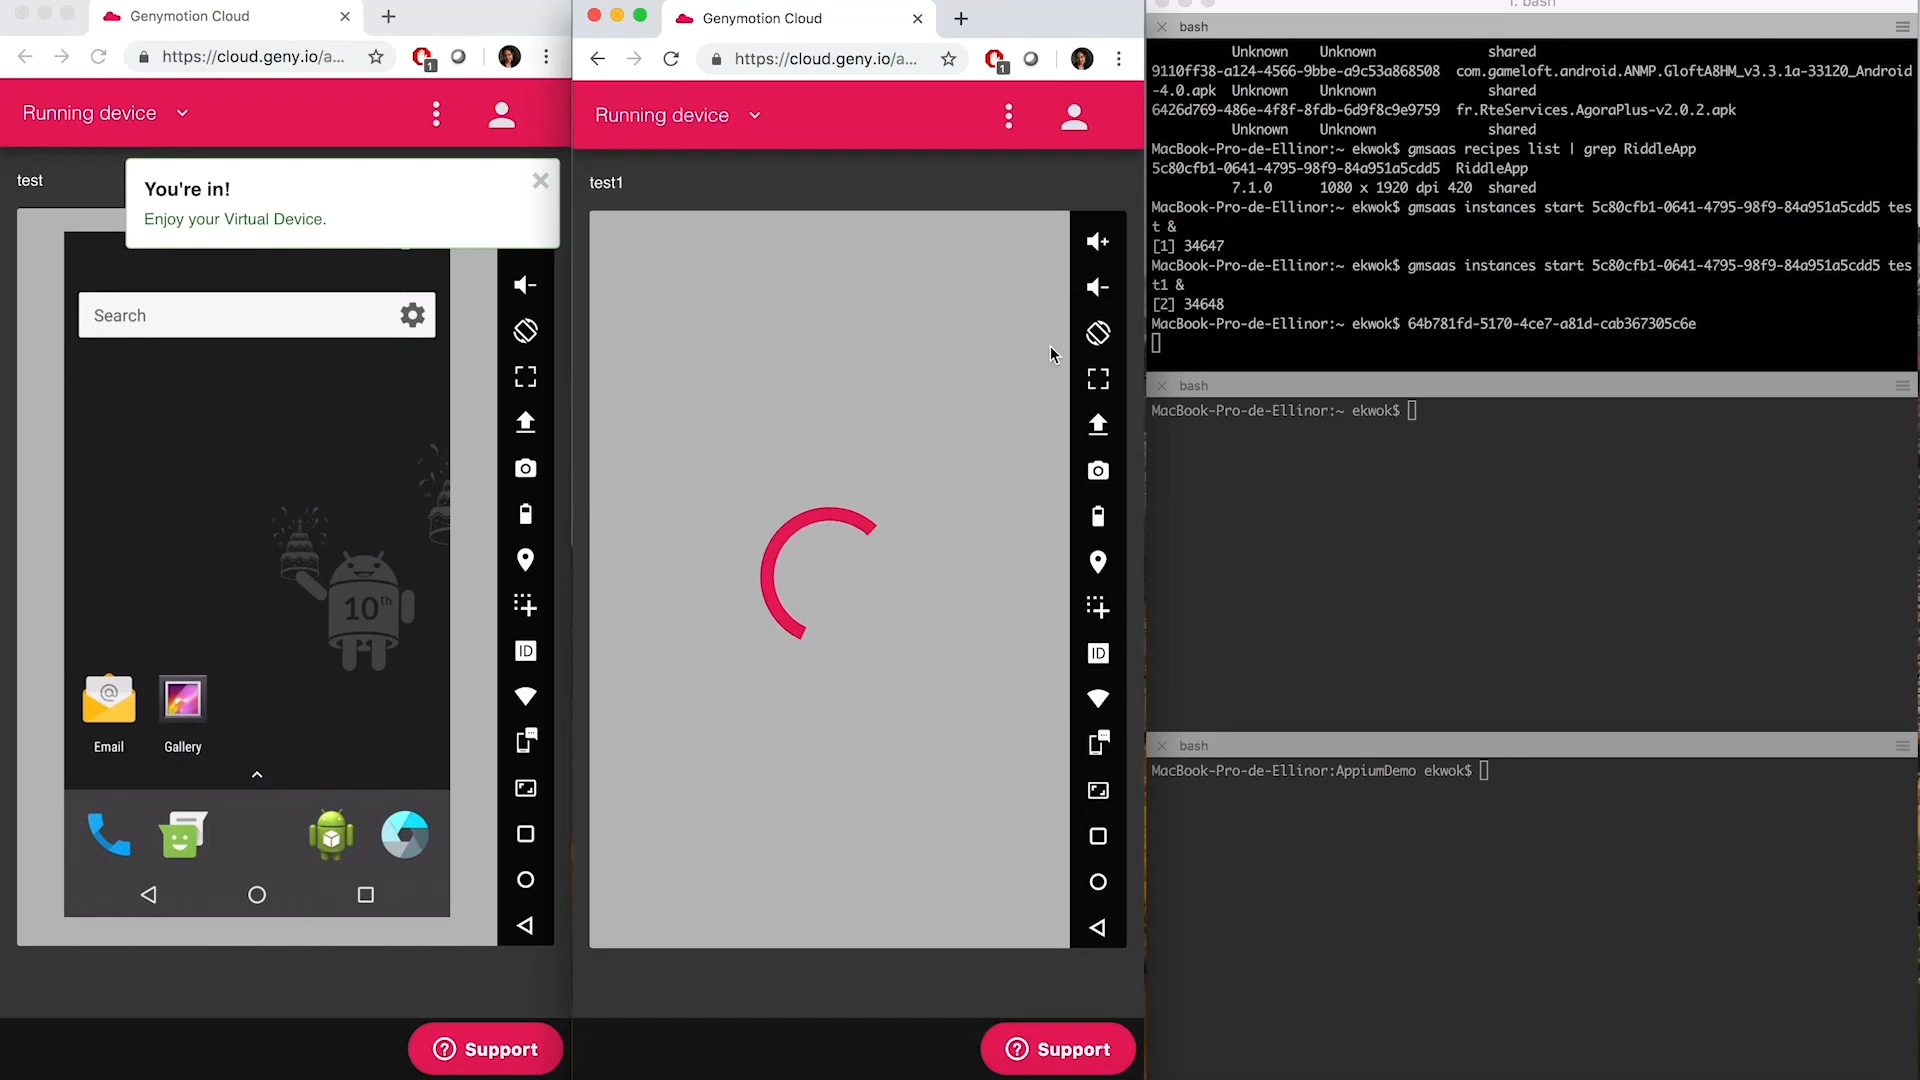 Genymotion Cloud
https://cloud.geny.io/a...
1
Running device
test
You're in!
Enjoy your Virtual Device.
Search
10th
Email
Gallery
ID
Support
Genymotion Cloud
https://cloud.geny.io/a...
1
Running device
test1
ID
Support
1. bash
bash
Unknown Unknown shared
9110ff38-a124-4566-9bbe-a9c53a868508 com.gameloft.android.ANMP.GloftA8HM_v3.3.1a-33120_Android
-4.0.apk Unknown Unknown shared
6426d769-486e-4f8f-8fdb-6d9f8c9e9759 fr.RteServices.AgoraPlus-v2.0.2.apk
Unknown Unknown shared
MacBook-Pro-de-Ellinor:~ ekwok$ gmsaas recipes list | grep RiddleApp
5c80cfb1-0641-4795-98f9-84a951a5cdd5 RiddleApp
7.1.0 1080 x 1920 dpi 420 shared
MacBook-Pro-de-Ellinor:~ ekwok$ gmsaas instances start 5c80cfb1-0641-4795-98f9-84a951a5cdd5 tes
t &
[1] 34647
MacBook-Pro-de-Ellinor:~ ekwok$ gmsaas instances start 5c80cfb1-0641-4795-98f9-84a951a5cdd5 tes
t1 &
[2] 34648
MacBook-Pro-de-Ellinor:~ ekwok$ 64b781fd-5170-4ce7-a81d-cab367305c6e
bash
MacBook-Pro-de-Ellinor:~ ekwok$
bash
MacBook-Pro-de-Ellinor:AppiumDemo ekwok$